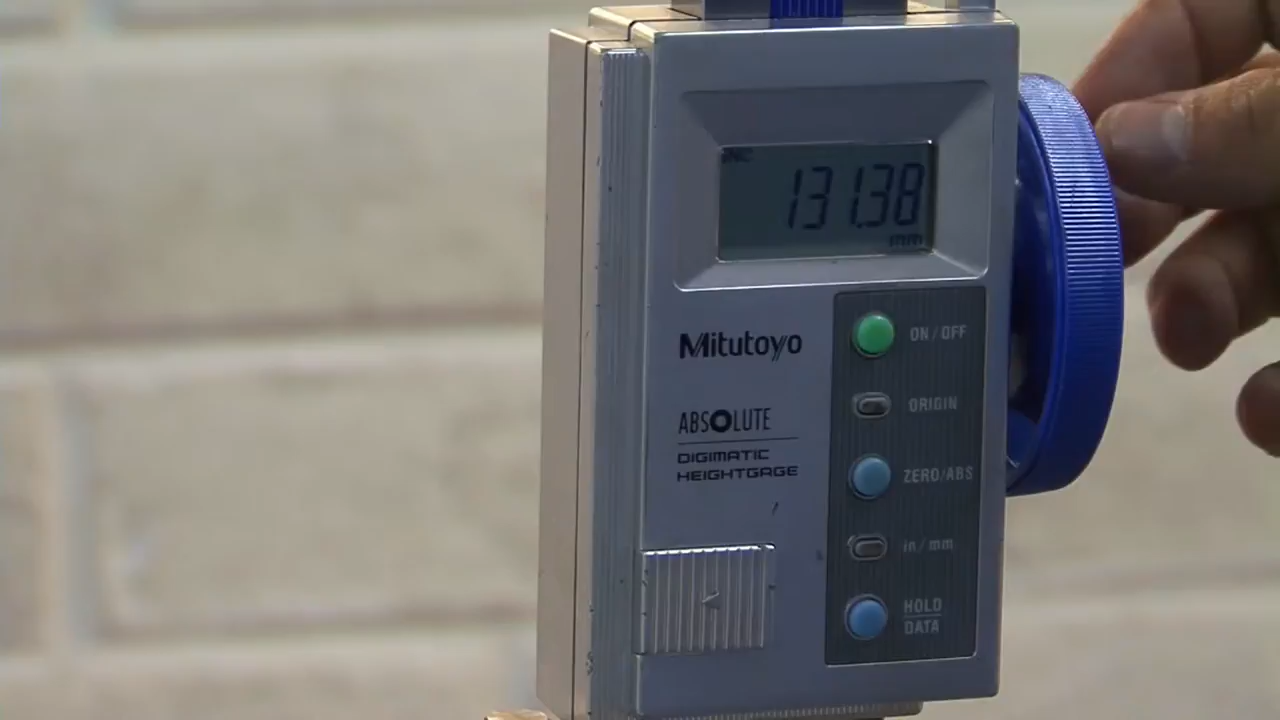 INC
131.38
mm
Mitutoyo
ABSOLUTE
DIGIMATIC
HEIGHTGAGE
ON/OFF
ORIGIN
ZERO/ABS
in/mm
HOLD
DATA